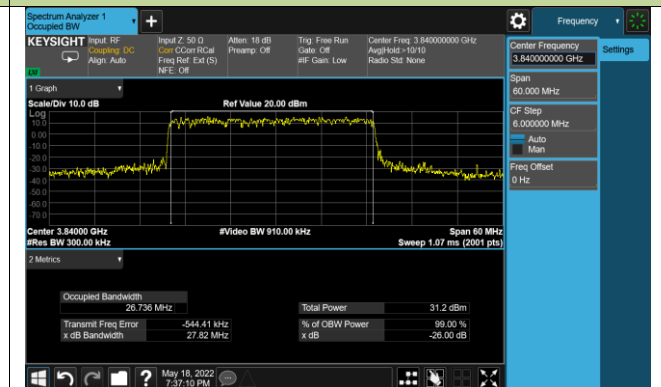 Spectrum Analyzer 1
Occupied BW
+
Frequency
KEYSIGHT Input: RF Input Z: 50 Ω Atten: 18 dB Trig: Free Run Center Freq: 3.840000000 GHz
Coupling: DC Corr CCorr RCal Preamp: Off Gate: Off Avg|Hold:>10/10
Align: Auto Freq Ref: Ext (S) #IF Gain: Low Radio Std: None
NFE: Off
Center Frequency
3.840000000 GHz
Settings
Span
60.000 MHz
CF Step
6.000000 MHz
Auto
Man
Freq Offset
0 Hz
1 Graph
Scale/Div 10.0 dB Ref Value 20.00 dBm
Log
10.0
0.00
-10.0
-20.0
-30.0
-40.0
-50.0
-60.0
-70.0
Center 3.84000 GHz #Video BW 910.00 kHz Span 60 MHz
#Res BW 300.00 kHz Sweep 1.07 ms (2001 pts)
2 Metrics
Occupied Bandwidth
26.736 MHz Total Power 31.2 dBm
Transmit Freq Error -544.41 kHz % of OBW Power 99.00 %
x dB Bandwidth 27.82 MHz x dB -26.00 dB
? May 18, 2022
7:37:10 PM